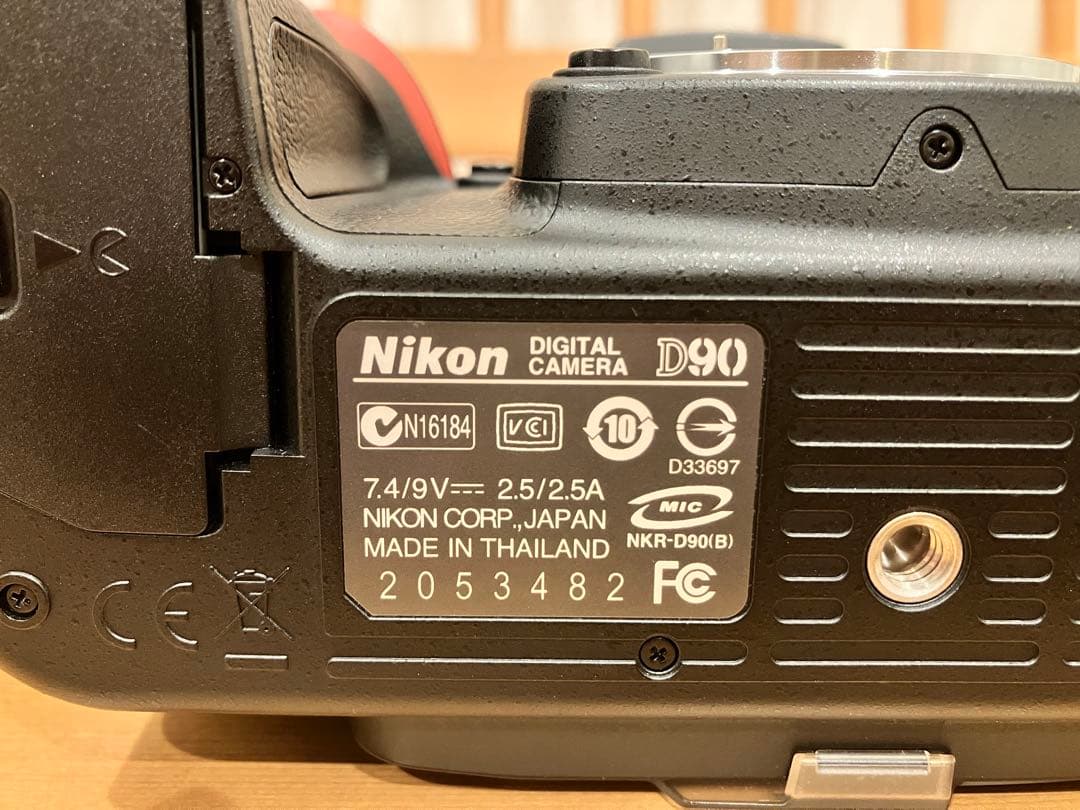 Nikon DIGITAL CAMERA D90
N16184 VCI 10
D33697
7.4/9V⎓ 2.5/2.5A
NIKON CORP.,JAPAN
MIC
NKR-D90(B)
MADE IN THAILAND
2053482 FC
CE